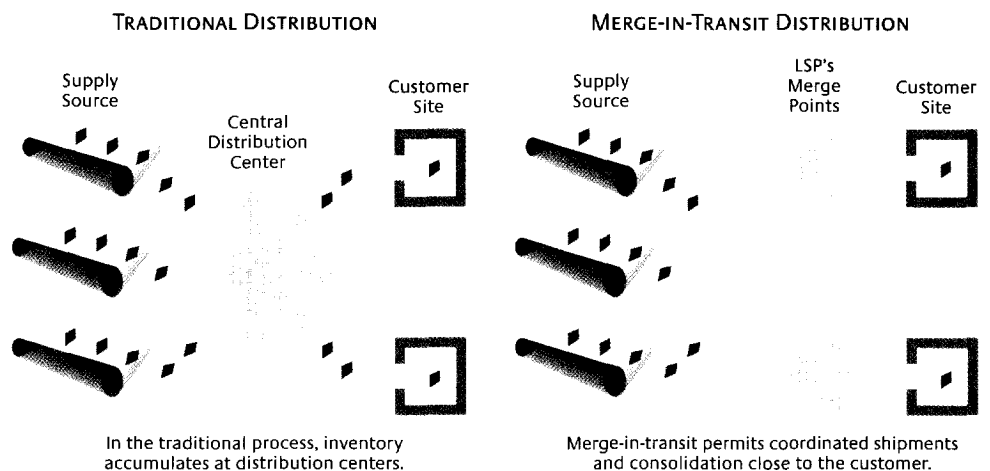 TRADITIONAL DISTRIBUTION
Supply
Source
Central
Distribution
Center
Customer
Site
In the traditional process, inventory
accumulates at distribution centers.
MERGE-IN-TRANSIT DISTRIBUTION
Supply
Source
LSP's
Merge
Points
Customer
Site
Merge-in-transit permits coordinated shipments
and consolidation close to the customer.